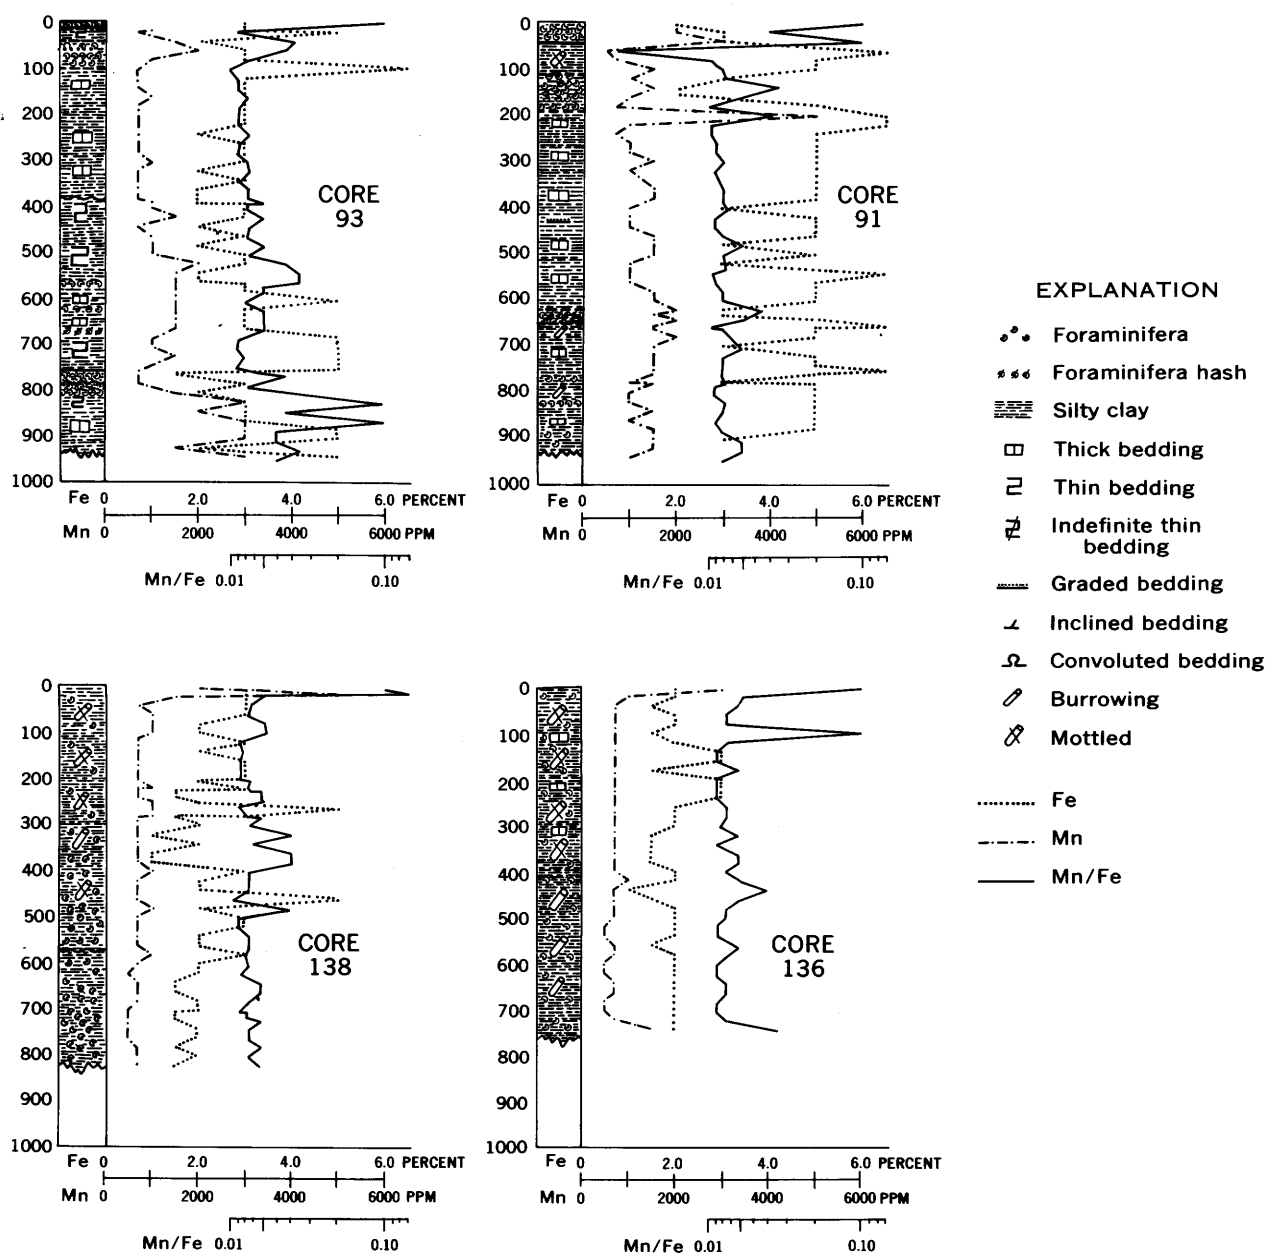 0
100
200
300
400
500
600
700
800
900
1000
CORE
93
Fe 0 2.0 4.0 6.0 PERCENT
Mn 0 2000 4000 6000 PPM
Mn/Fe 0.01 0.10
0
100
200
300
400
500
600
700
800
900
1000
CORE
91
Fe 0 2.0 4.0 6.0 PERCENT
Mn 0 2000 4000 6000 PPM
Mn/Fe 0.01 0.10
EXPLANATION
Foraminifera
Foraminifera hash
Silty clay
Thick bedding
Thin bedding
Indefinite thin
bedding
Graded bedding
Inclined bedding
Convoluted bedding
Burrowing
Mottled
Fe
Mn
Mn/Fe
0
100
200
300
400
500
600
700
800
900
1000
CORE
138
Fe 0 2.0 4.0 6.0 PERCENT
Mn 0 2000 4000 6000 PPM
Mn/Fe 0.01 0.10
0
100
200
300
400
500
600
700
800
900
1000
CORE
136
Fe 0 2.0 4.0 6.0 PERCENT
Mn 0 2000 4000 6000 PPM
Mn/Fe 0.01 0.10